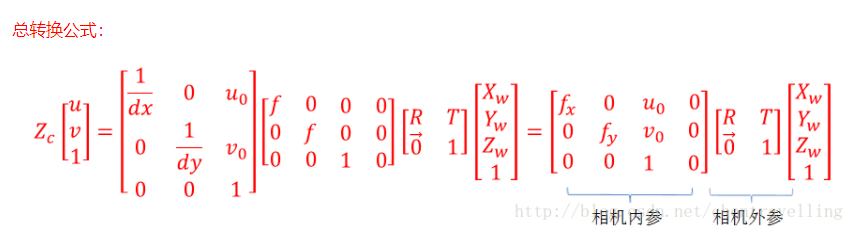 总转换公式：
Z_c [u; v; 1] = [1/dx 0 u_0; 0 1/dy v_0; 0 0 1] [f 0 0 0; 0 f 0 0; 0 0 1 0] [R T; 0⃗ 1] [X_w; Y_w; Z_w; 1] = [f_x 0 u_0 0; 0 f_y v_0 0; 0 0 1 0] [R T; 0⃗ 1] [X_w; Y_w; Z_w; 1]
相机内参 相机外参